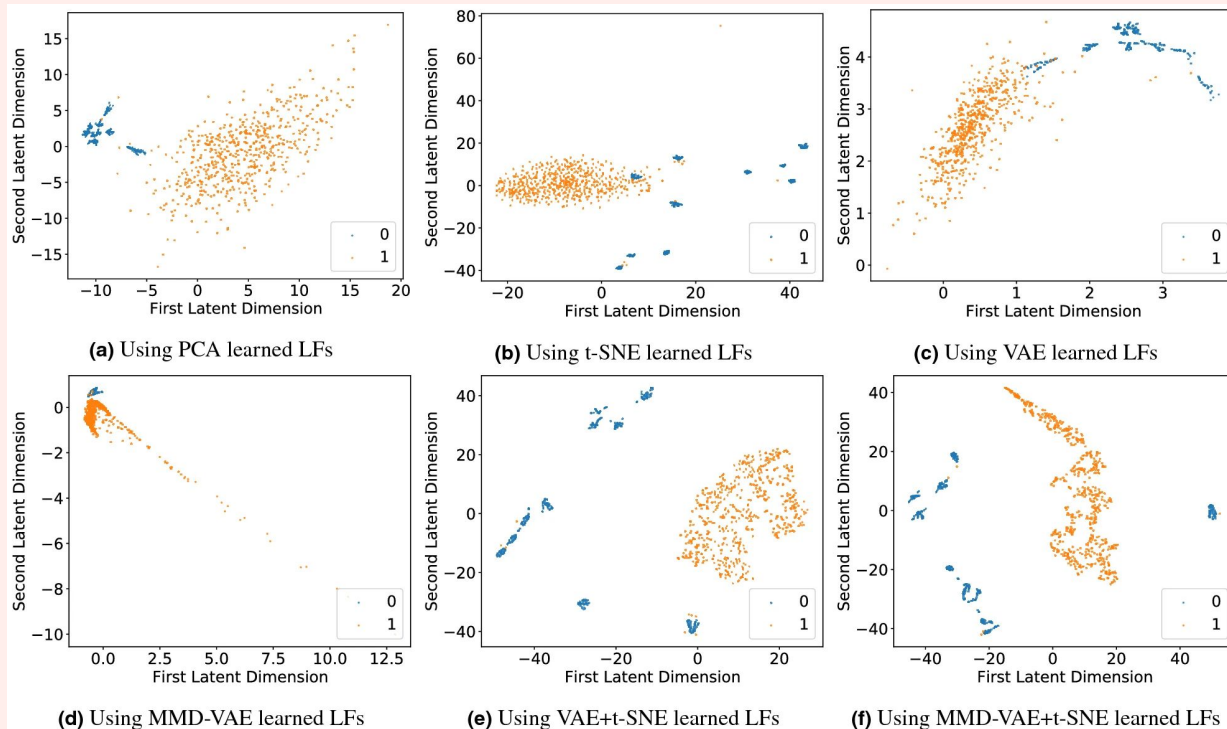 Second Latent Dimension
15
10
5
0
−5
−10
−15
0
1
−10 −5 0 5 10 15 20
First Latent Dimension
(a) Using PCA learned LFs
Second Latent Dimension
80
60
40
20
0
−20
−40
0
1
−20 0 20 40
First Latent Dimension
(b) Using t-SNE learned LFs
Second Latent Dimension
4
3
2
1
0
0
1
0 1 2 3
First Latent Dimension
(c) Using VAE learned LFs
Second Latent Dimension
0
−2
−4
−6
−8
−10
0
1
0.0 2.5 5.0 7.5 10.0 12.5
First Latent Dimension
(d) Using MMD-VAE learned LFs
Second Latent Dimension
40
20
0
−20
−40
0
1
−40 −20 0 20
First Latent Dimension
(e) Using VAE+t-SNE learned LFs
Second Latent Dimension
40
20
0
−20
−40
0
1
−40 −20 0 20 40
First Latent Dimension
(f) Using MMD-VAE+t-SNE learned LFs